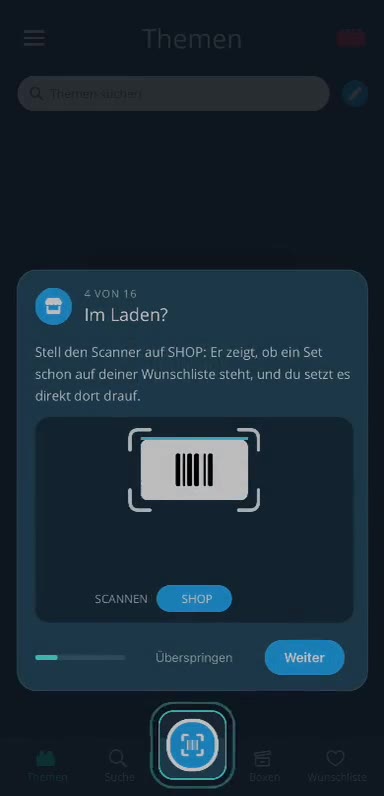 Themen
Themen suchen
4 VON 16
Im Laden?
Stell den Scanner auf SHOP: Er zeigt, ob ein Set
schon auf deiner Wunschliste steht, und du setzt es
direkt dort drauf.
SCANNEN SHOP
Überspringen Weiter
Themen Suche Boxen Wunschliste